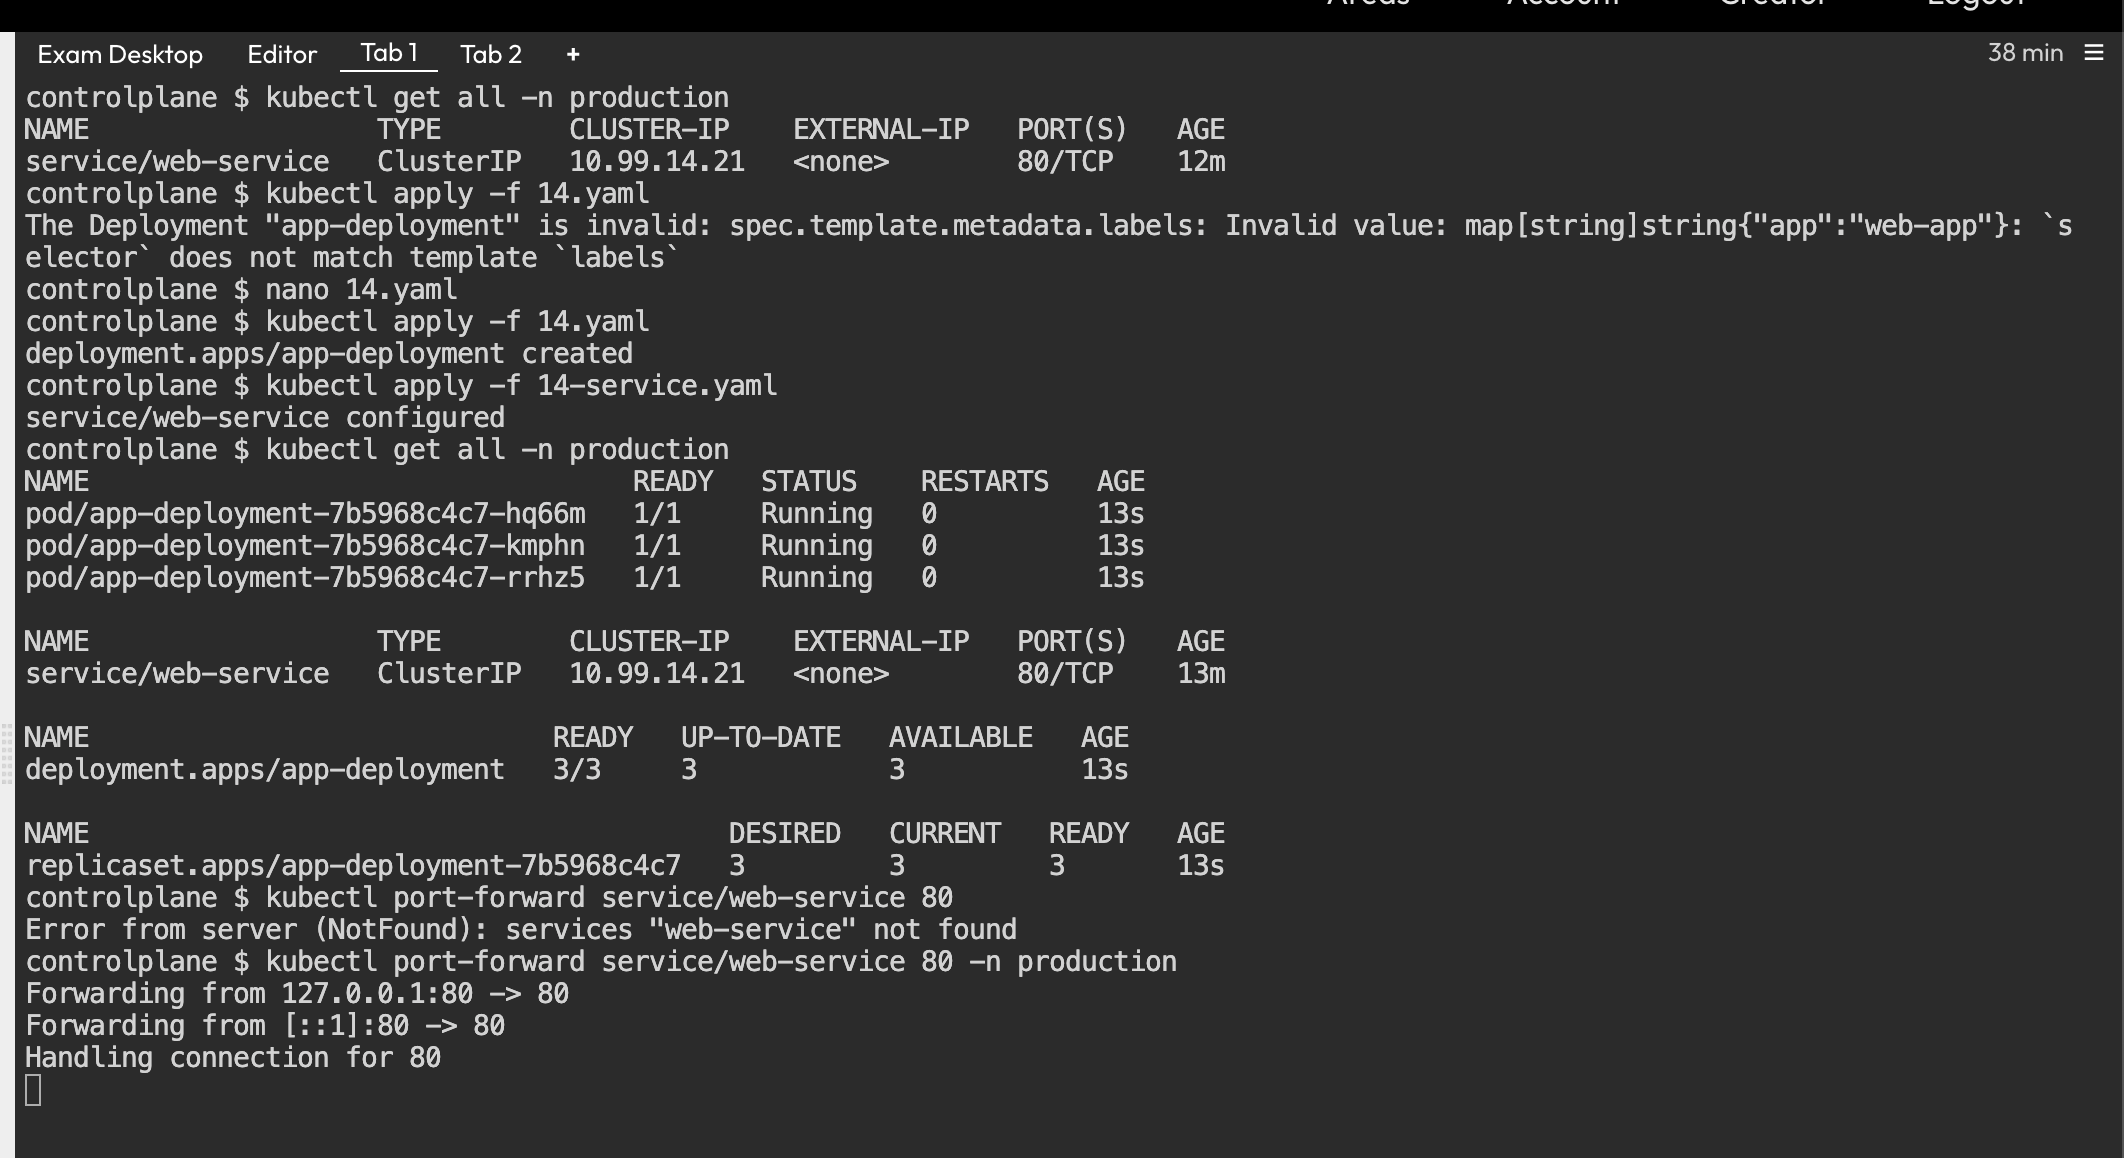 Areas Account Creator Logout
Exam Desktop Editor Tab 1 Tab 2 + 38 min
controlplane $ kubectl get all -n production
NAME TYPE CLUSTER-IP EXTERNAL-IP PORT(S) AGE
service/web-service ClusterIP 10.99.14.21 <none> 80/TCP 12m
controlplane $ kubectl apply -f 14.yaml
The Deployment "app-deployment" is invalid: spec.template.metadata.labels: Invalid value: map[string]string{"app":"web-app"}: `s
elector` does not match template `labels`
controlplane $ nano 14.yaml
controlplane $ kubectl apply -f 14.yaml
deployment.apps/app-deployment created
controlplane $ kubectl apply -f 14-service.yaml
service/web-service configured
controlplane $ kubectl get all -n production
NAME READY STATUS RESTARTS AGE
pod/app-deployment-7b5968c4c7-hq66m 1/1 Running 0 13s
pod/app-deployment-7b5968c4c7-kmphn 1/1 Running 0 13s
pod/app-deployment-7b5968c4c7-rrhz5 1/1 Running 0 13s
NAME TYPE CLUSTER-IP EXTERNAL-IP PORT(S) AGE
service/web-service ClusterIP 10.99.14.21 <none> 80/TCP 13m
NAME READY UP-TO-DATE AVAILABLE AGE
deployment.apps/app-deployment 3/3 3 3 13s
NAME DESIRED CURRENT READY AGE
replicaset.apps/app-deployment-7b5968c4c7 3 3 3 13s
controlplane $ kubectl port-forward service/web-service 80
Error from server (NotFound): services "web-service" not found
controlplane $ kubectl port-forward service/web-service 80 -n production
Forwarding from 127.0.0.1:80 -> 80
Forwarding from [::1]:80 -> 80
Handling connection for 80